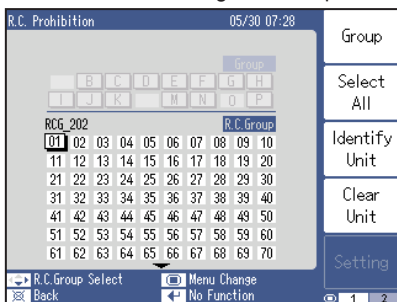 R.C. Prohibition 05/30 07:28
Group
Group
B C D E F G H
I J K M N O P
Select All
RCG_202 R.C.Group
01 02 03 04 05 06 07 08 09 10
11 12 13 14 15 16 17 18 19 20
21 22 23 24 25 26 27 28 29 30
31 32 33 34 35 36 37 38 39 40
41 42 43 44 45 46 47 48 49 50
51 52 53 54 55 56 57 58 59 60
61 62 63 64 65 66 67 68 69 70
Identify Unit
Clear Unit
Setting
R.C.Group Select Menu Change
Back No Function
1 2